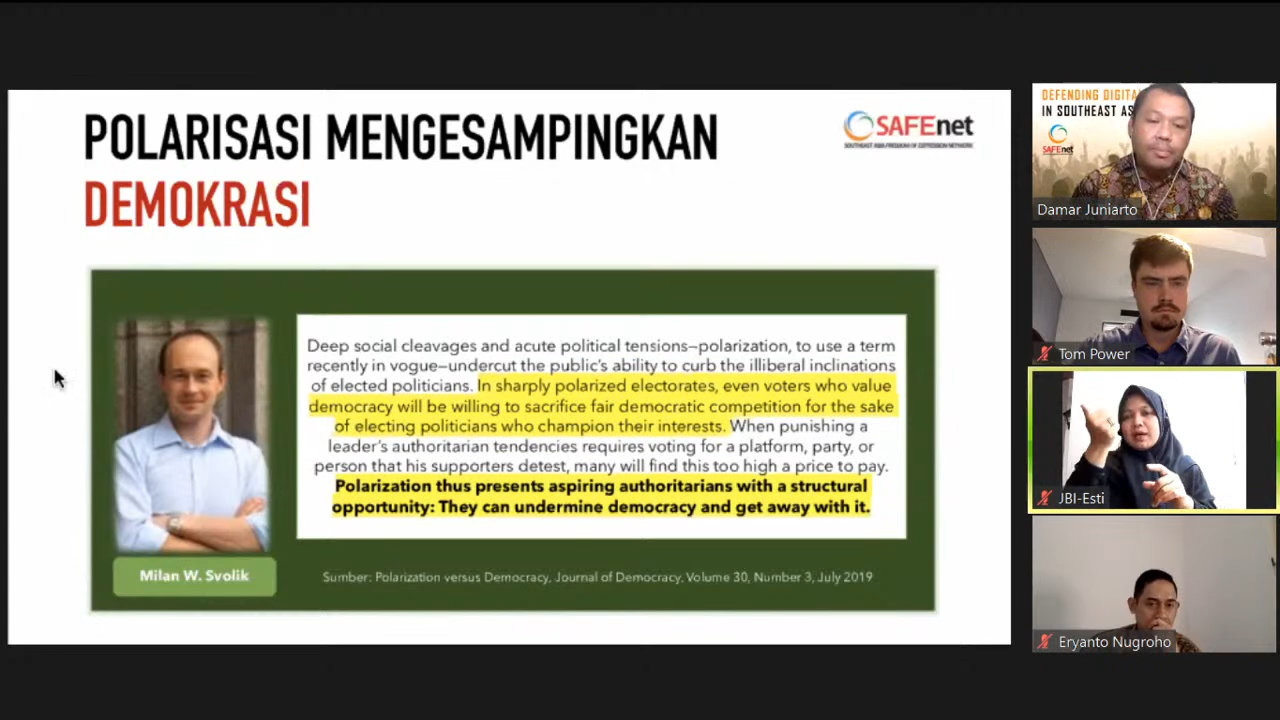 POLARISASI MENGESAMPINGKAN
DEMOKRASI
SAFEnet
SOUTHEAST ASIA FREEDOM OF EXPRESSION NETWORK
Deep social cleavages and acute political tensions—polarization, to use a term
recently in vogue—undercut the public's ability to curb the illiberal inclinations
of elected politicians. In sharply polarized electorates, even voters who value
democracy will be willing to sacrifice fair democratic competition for the sake
of electing politicians who champion their interests. When punishing a
leader's authoritarian tendencies requires voting for a platform, party, or
person that his supporters detest, many will find this too high a price to pay.
Polarization thus presents aspiring authoritarians with a structural
opportunity: They can undermine democracy and get away with it.
Milan W. Svolik
Sumber: Polarization versus Democracy, Journal of Democracy, Volume 30, Number 3, July 2019
DEFENDING DIGITA
IN SOUTHEAST AS
SAFEnet
Damar Juniarto
Tom Power
JBI-Esti
Eryanto Nugroho